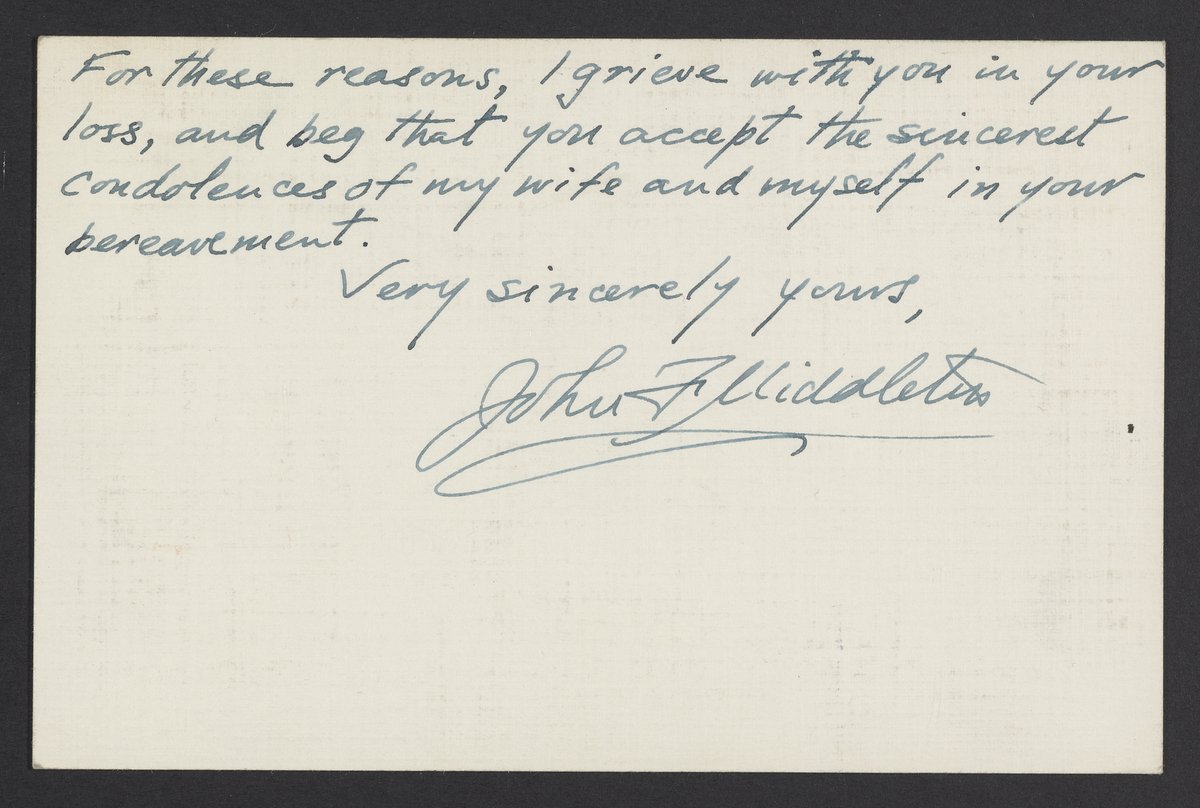 For these reasons, I grieve with you in your
loss, and beg that you accept the sincerest
condolences of my wife and myself in your
bereavement.
Very sincerely yours,
John F Middleton